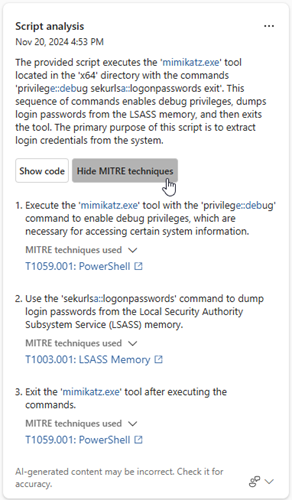 Script analysis
Nov 20, 2024 4:53 PM
The provided script executes the 'mimikatz.exe' tool
located in the 'x64' directory with the commands
'privilege::debug sekurlsa::logonpasswords exit'. This
sequence of commands enables debug privileges, dumps
login passwords from the LSASS memory, and then exits
the tool. The primary purpose of this script is to extract
login credentials from the system.
Show code
Hide MITRE techniques
1. Execute the 'mimikatz.exe' tool with the 'privilege::debug'
command to enable debug privileges, which are
necessary for accessing certain system information.
MITRE techniques used
T1059.001: PowerShell
2. Use the 'sekurlsa::logonpasswords' command to dump
login passwords from the Local Security Authority
Subsystem Service (LSASS) memory.
MITRE techniques used
T1003.001: LSASS Memory
3. Exit the 'mimikatz.exe' tool after executing the
commands.
MITRE techniques used
T1059.001: PowerShell
AI-generated content may be incorrect. Check it for
accuracy.